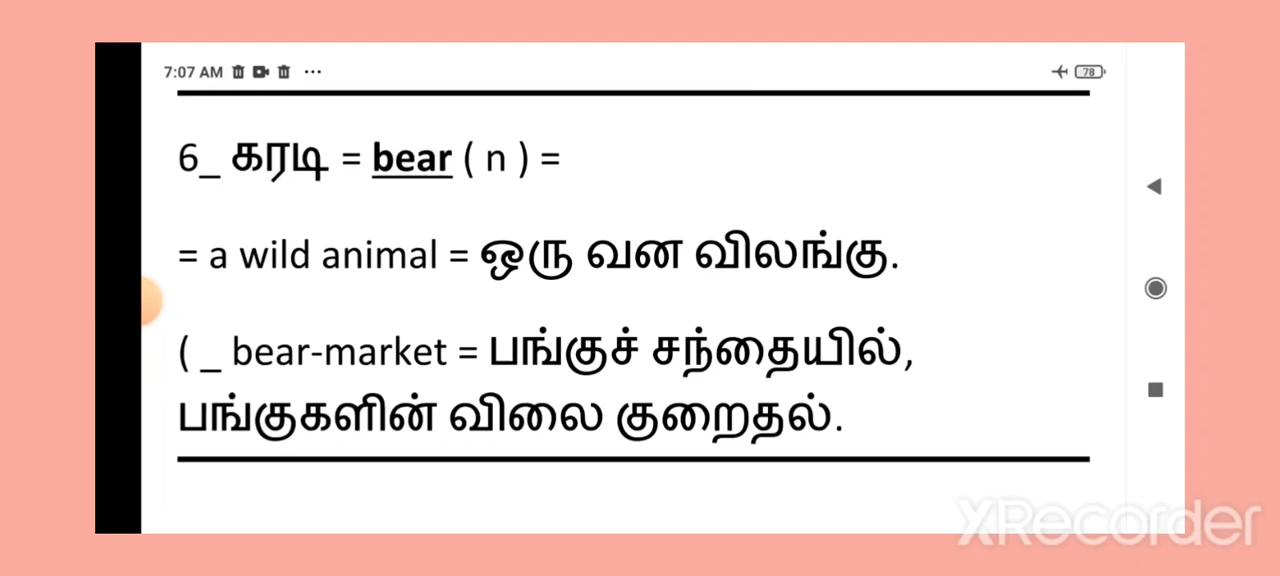 7:07 AM ... 78
6_ கரடி = bear ( n ) =
= a wild animal = ஒரு வன விலங்கு.
( _ bear-market = பங்குச் சந்தையில்,
பங்குகளின் விலை குறைதல்.
XRecorder